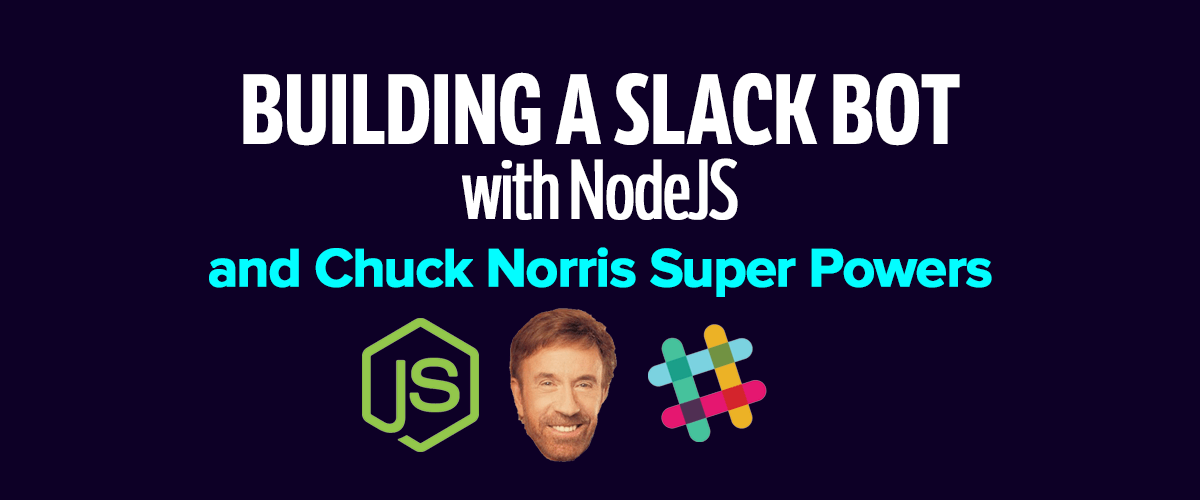 BUILDING A SLACK BOT
with NodeJS
and Chuck Norris Super Powers
JS